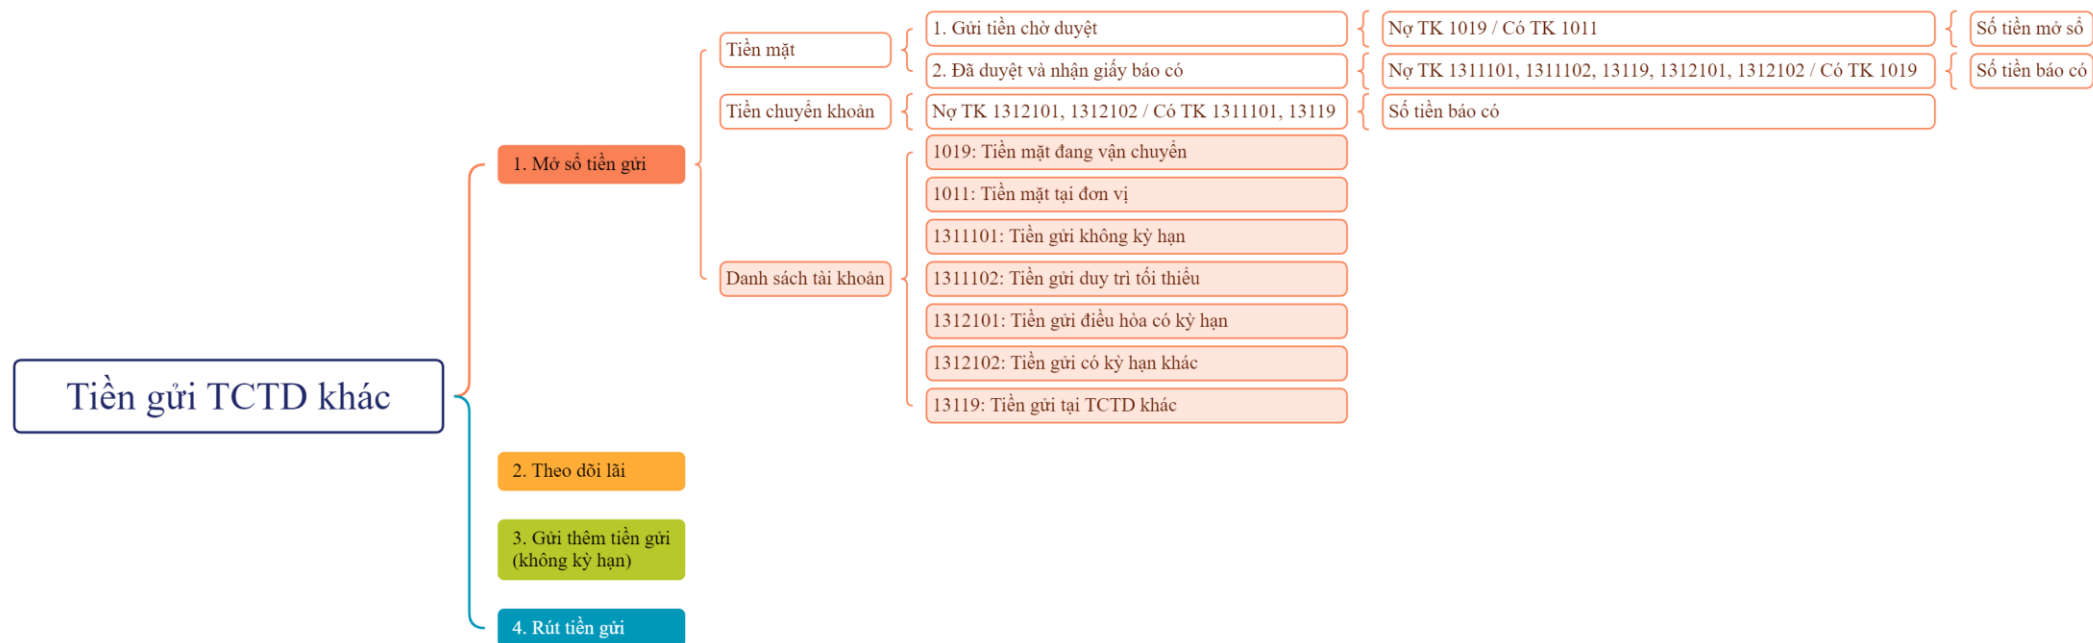 Tiền gửi TCTD khác
1. Mở sổ tiền gửi
Tiền mặt
1. Gửi tiền chờ duyệt
Nợ TK 1019 / Có TK 1011
Số tiền mở sổ
2. Đã duyệt và nhận giấy báo có
Nợ TK 1311101, 1311102, 13119, 1312101, 1312102 / Có TK 1019
Số tiền báo có
Tiền chuyển khoản
Nợ TK 1312101, 1312102 / Có TK 1311101, 13119
Số tiền báo có
Danh sách tài khoản
1019: Tiền mặt đang vận chuyển
1011: Tiền mặt tại đơn vị
1311101: Tiền gửi không kỳ hạn
1311102: Tiền gửi duy trì tối thiểu
1312101: Tiền gửi điều hòa có kỳ hạn
1312102: Tiền gửi có kỳ hạn khác
13119: Tiền gửi tại TCTD khác
2. Theo dõi lãi
3. Gửi thêm tiền gửi
(không kỳ hạn)
4. Rút tiền gửi